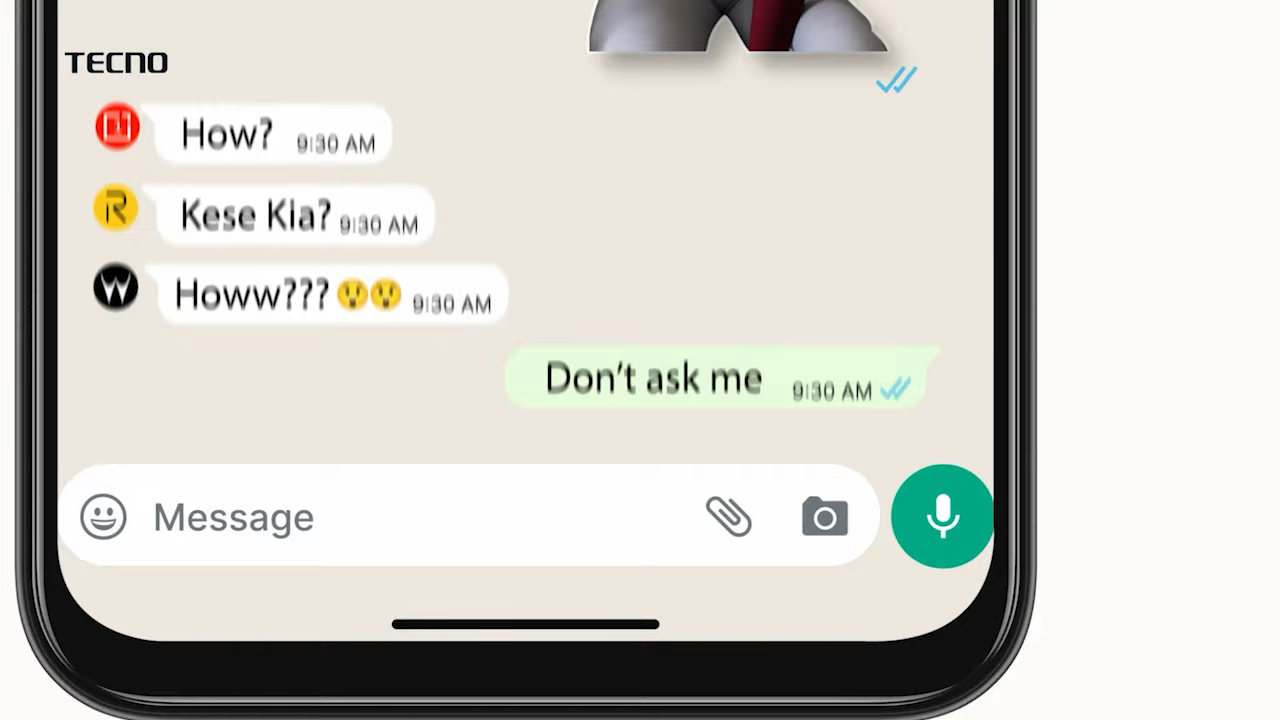 TECNO
How? 9:30 AM
Kese Kia? 9:30 AM
Howw??? 😲😲 9:30 AM
Don't ask me 9:30 AM
Message